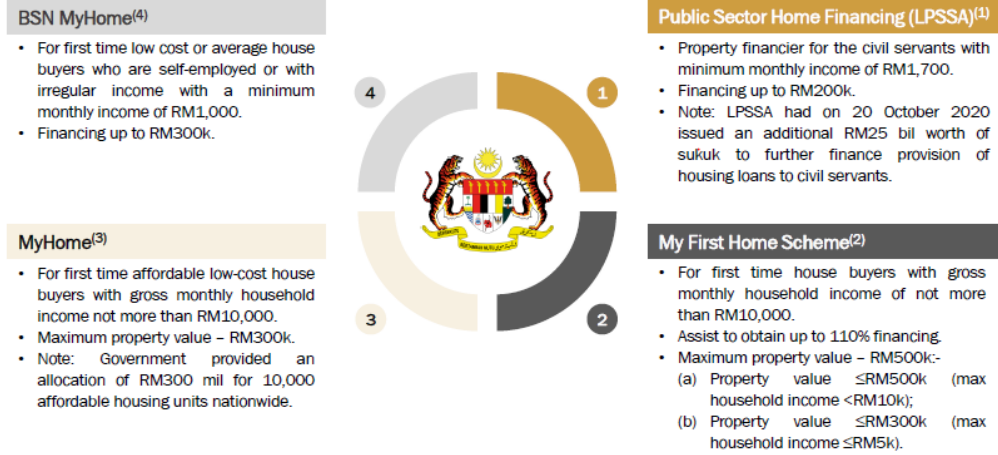 BSN MyHome(4)
• For first time low cost or average house
buyers who are self-employed or with
irregular income with a minimum
monthly income of RM1,000.
• Financing up to RM300k.
Public Sector Home Financing (LPSSA)(1)
• Property financier for the civil servants with
minimum monthly income of RM1,700.
• Financing up to RM200k.
• Note: LPSSA had on 20 October 2020
issued an additional RM25 bil worth of
sukuk to further finance provision of
housing loans to civil servants.
4
1
3
2
MyHome(3)
• For first time affordable low-cost house
buyers with gross monthly household
income not more than RM10,000.
• Maximum property value – RM300k.
• Note: Government provided an
allocation of RM300 mil for 10,000
affordable housing units nationwide.
My First Home Scheme(2)
• For first time house buyers with gross
monthly household income of not more
than RM10,000.
• Assist to obtain up to 110% financing.
• Maximum property value – RM500k:-
(a) Property value ≤RM500k (max
household income <RM10k);
(b) Property value ≤RM300k (max
household income ≤RM5k).